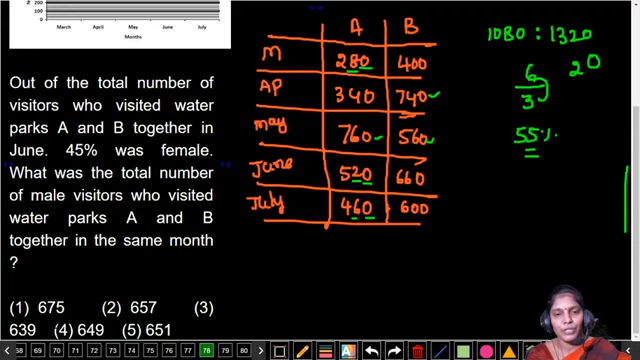 200
100
0
March April May June July
Months
Out of the total number of
visitors who visited water
parks A and B together in
June. 45% was female.
What was the total number
of male visitors who visited
water parks A and B
together in the same month
?
(1) 675 (2) 657 (3)
639 (4) 649 (5) 651
A B
M 280 400
AP 340 740
May 760 560
June 520 660
July 460 600
1080 : 1320
6 20
3
55%
68 69 70 71 72 73 74 75 76 77 78 79 80